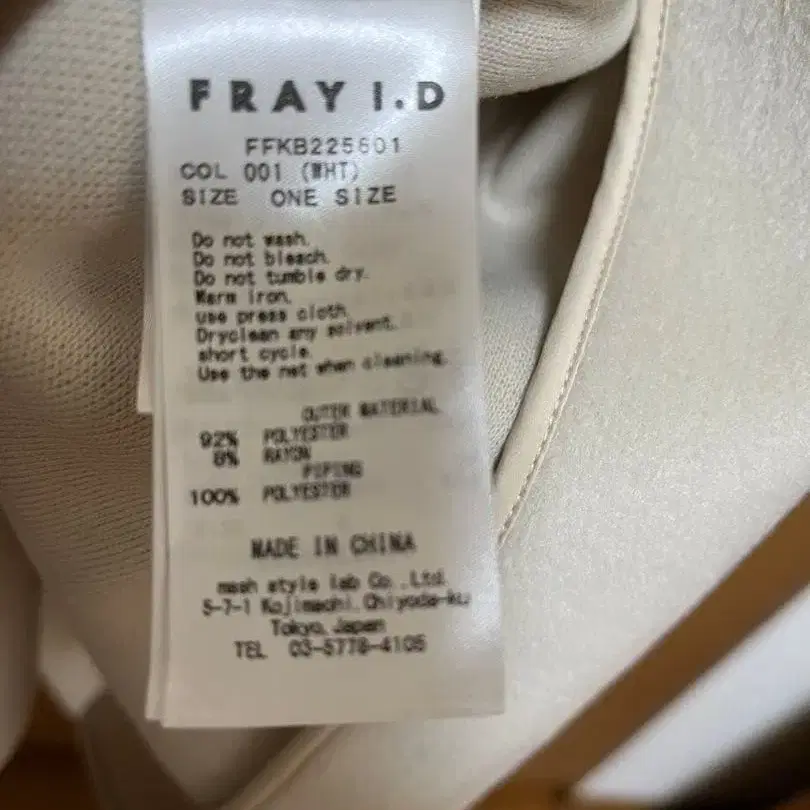 FRAY I.D
FFKB225601
COL 001 (WHT)
SIZE ONE SIZE
Do not wash.
Do not bleach.
Do not tumble dry.
Warm iron.
use press cloth.
Dryclean any solvent.
short cycle.
Use the net when cleaning.
OUTER MATERIAL
92% POLYESTER
8% RAYON
PIPING
100% POLYESTER
MADE IN CHINA
mash style lab Co.,Ltd.
5-7-1 Kojimachi, Chiyoda-ku
Tokyo, Japan
TEL 03-5778-4105